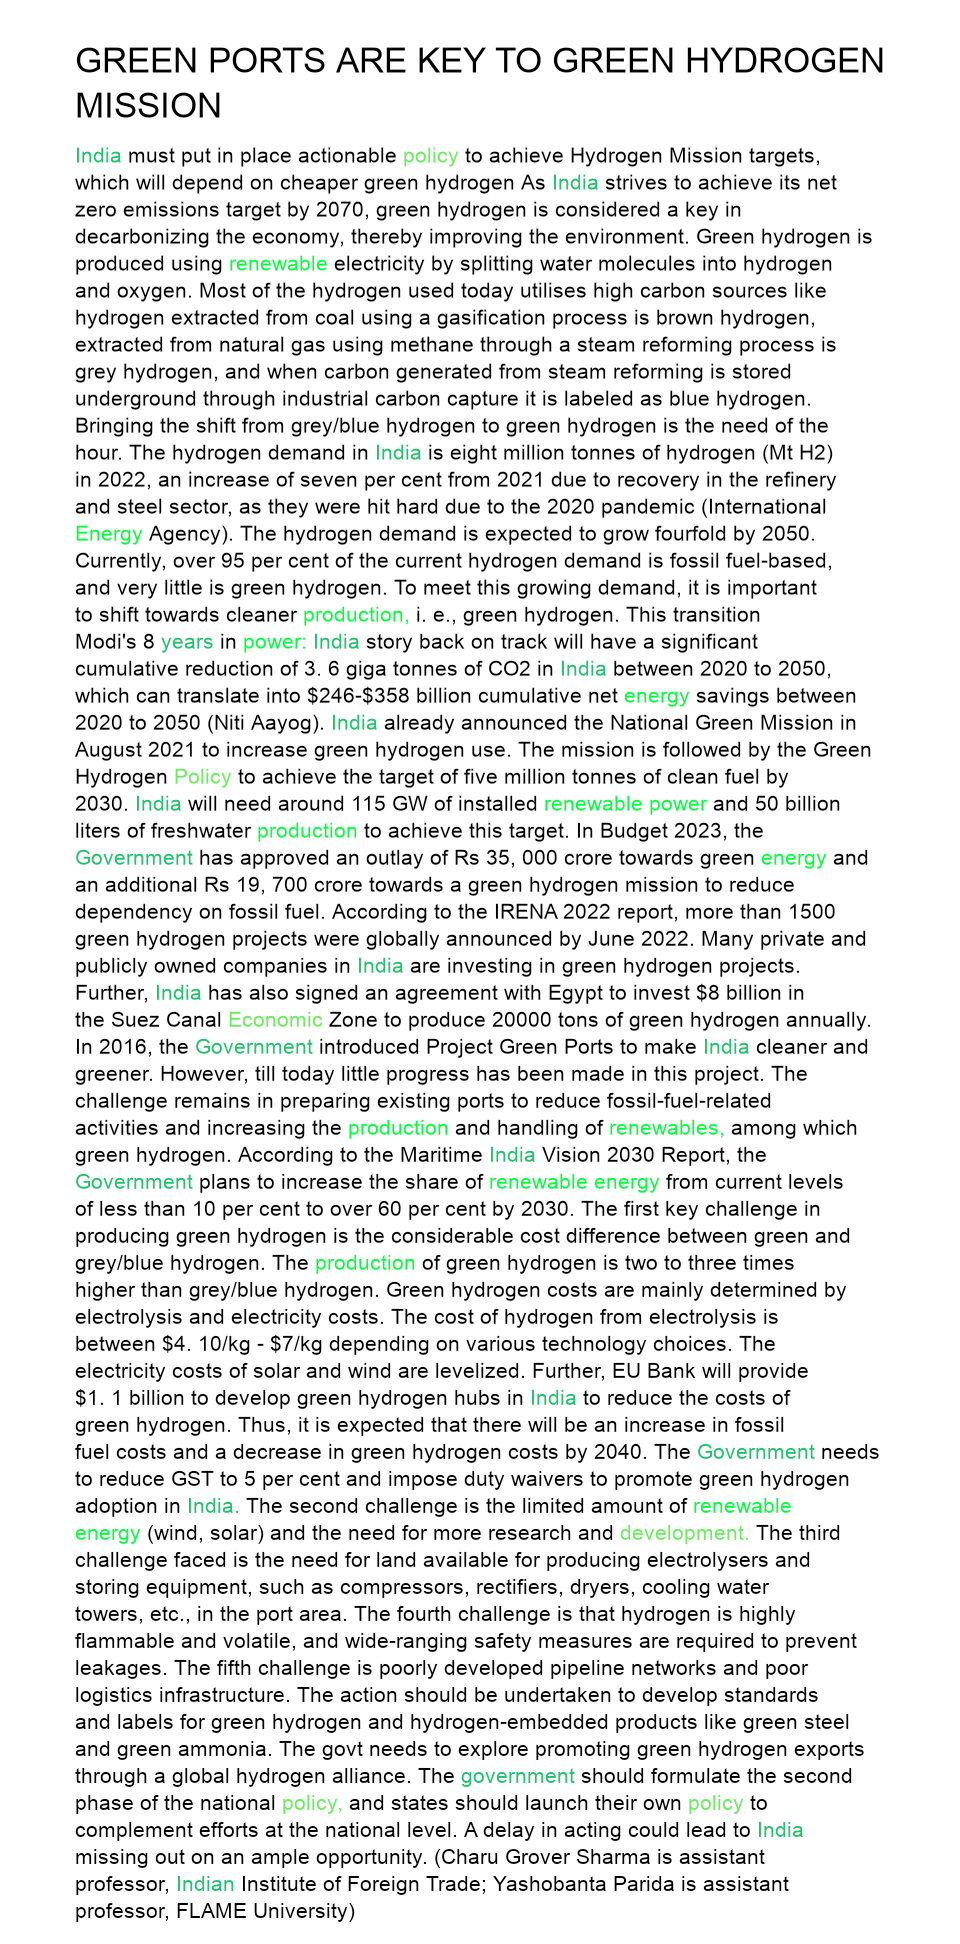 GREEN PORTS ARE KEY TO GREEN HYDROGEN
MISSION
India must put in place actionable policy to achieve Hydrogen Mission targets,
which will depend on cheaper green hydrogen As India strives to achieve its net
zero emissions target by 2070, green hydrogen is considered a key in
decarbonizing the economy, thereby improving the environment. Green hydrogen is
produced using renewable electricity by splitting water molecules into hydrogen
and oxygen. Most of the hydrogen used today utilises high carbon sources like
hydrogen extracted from coal using a gasification process is brown hydrogen,
extracted from natural gas using methane through a steam reforming process is
grey hydrogen, and when carbon generated from steam reforming is stored
underground through industrial carbon capture it is labeled as blue hydrogen.
Bringing the shift from grey/blue hydrogen to green hydrogen is the need of the
hour. The hydrogen demand in India is eight million tonnes of hydrogen (Mt H2)
in 2022, an increase of seven per cent from 2021 due to recovery in the refinery
and steel sector, as they were hit hard due to the 2020 pandemic (International
Energy Agency). The hydrogen demand is expected to grow fourfold by 2050.
Currently, over 95 per cent of the current hydrogen demand is fossil fuel-based,
and very little is green hydrogen. To meet this growing demand, it is important
to shift towards cleaner production, i. e., green hydrogen. This transition
Modi's 8 years in power: India story back on track will have a significant
cumulative reduction of 3. 6 giga tonnes of CO2 in India between 2020 to 2050,
which can translate into $246-$358 billion cumulative net energy savings between
2020 to 2050 (Niti Aayog). India already announced the National Green Mission in
August 2021 to increase green hydrogen use. The mission is followed by the Green
Hydrogen Policy to achieve the target of five million tonnes of clean fuel by
2030. India will need around 115 GW of installed renewable power and 50 billion
liters of freshwater production to achieve this target. In Budget 2023, the
Government has approved an outlay of Rs 35, 000 crore towards green energy and
an additional Rs 19, 700 crore towards a green hydrogen mission to reduce
dependency on fossil fuel. According to the IRENA 2022 report, more than 1500
green hydrogen projects were globally announced by June 2022. Many private and
publicly owned companies in India are investing in green hydrogen projects.
Further, India has also signed an agreement with Egypt to invest $8 billion in
the Suez Canal Economic Zone to produce 20000 tons of green hydrogen annually.
In 2016, the Government introduced Project Green Ports to make India cleaner and
greener. However, till today little progress has been made in this project. The
challenge remains in preparing existing ports to reduce fossil-fuel-related
activities and increasing the production and handling of renewables, among which
green hydrogen. According to the Maritime India Vision 2030 Report, the
Government plans to increase the share of renewable energy from current levels
of less than 10 per cent to over 60 per cent by 2030. The first key challenge in
producing green hydrogen is the considerable cost difference between green and
grey/blue hydrogen. The production of green hydrogen is two to three times
higher than grey/blue hydrogen. Green hydrogen costs are mainly determined by
electrolysis and electricity costs. The cost of hydrogen from electrolysis is
between $4. 10/kg - $7/kg depending on various technology choices. The
electricity costs of solar and wind are levelized. Further, EU Bank will provide
$1. 1 billion to develop green hydrogen hubs in India to reduce the costs of
green hydrogen. Thus, it is expected that there will be an increase in fossil
fuel costs and a decrease in green hydrogen costs by 2040. The Government needs
to reduce GST to 5 per cent and impose duty waivers to promote green hydrogen
adoption in India. The second challenge is the limited amount of renewable
energy (wind, solar) and the need for more research and development. The third
challenge faced is the need for land available for producing electrolysers and
storing equipment, such as compressors, rectifiers, dryers, cooling water
towers, etc., in the port area. The fourth challenge is that hydrogen is highly
flammable and volatile, and wide-ranging safety measures are required to prevent
leakages. The fifth challenge is poorly developed pipeline networks and poor
logistics infrastructure. The action should be undertaken to develop standards
and labels for green hydrogen and hydrogen-embedded products like green steel
and green ammonia. The govt needs to explore promoting green hydrogen exports
through a global hydrogen alliance. The government should formulate the second
phase of the national policy, and states should launch their own policy to
complement efforts at the national level. A delay in acting could lead to India
missing out on an ample opportunity. (Charu Grover Sharma is assistant
professor, Indian Institute of Foreign Trade; Yashobanta Parida is assistant
professor, FLAME University)